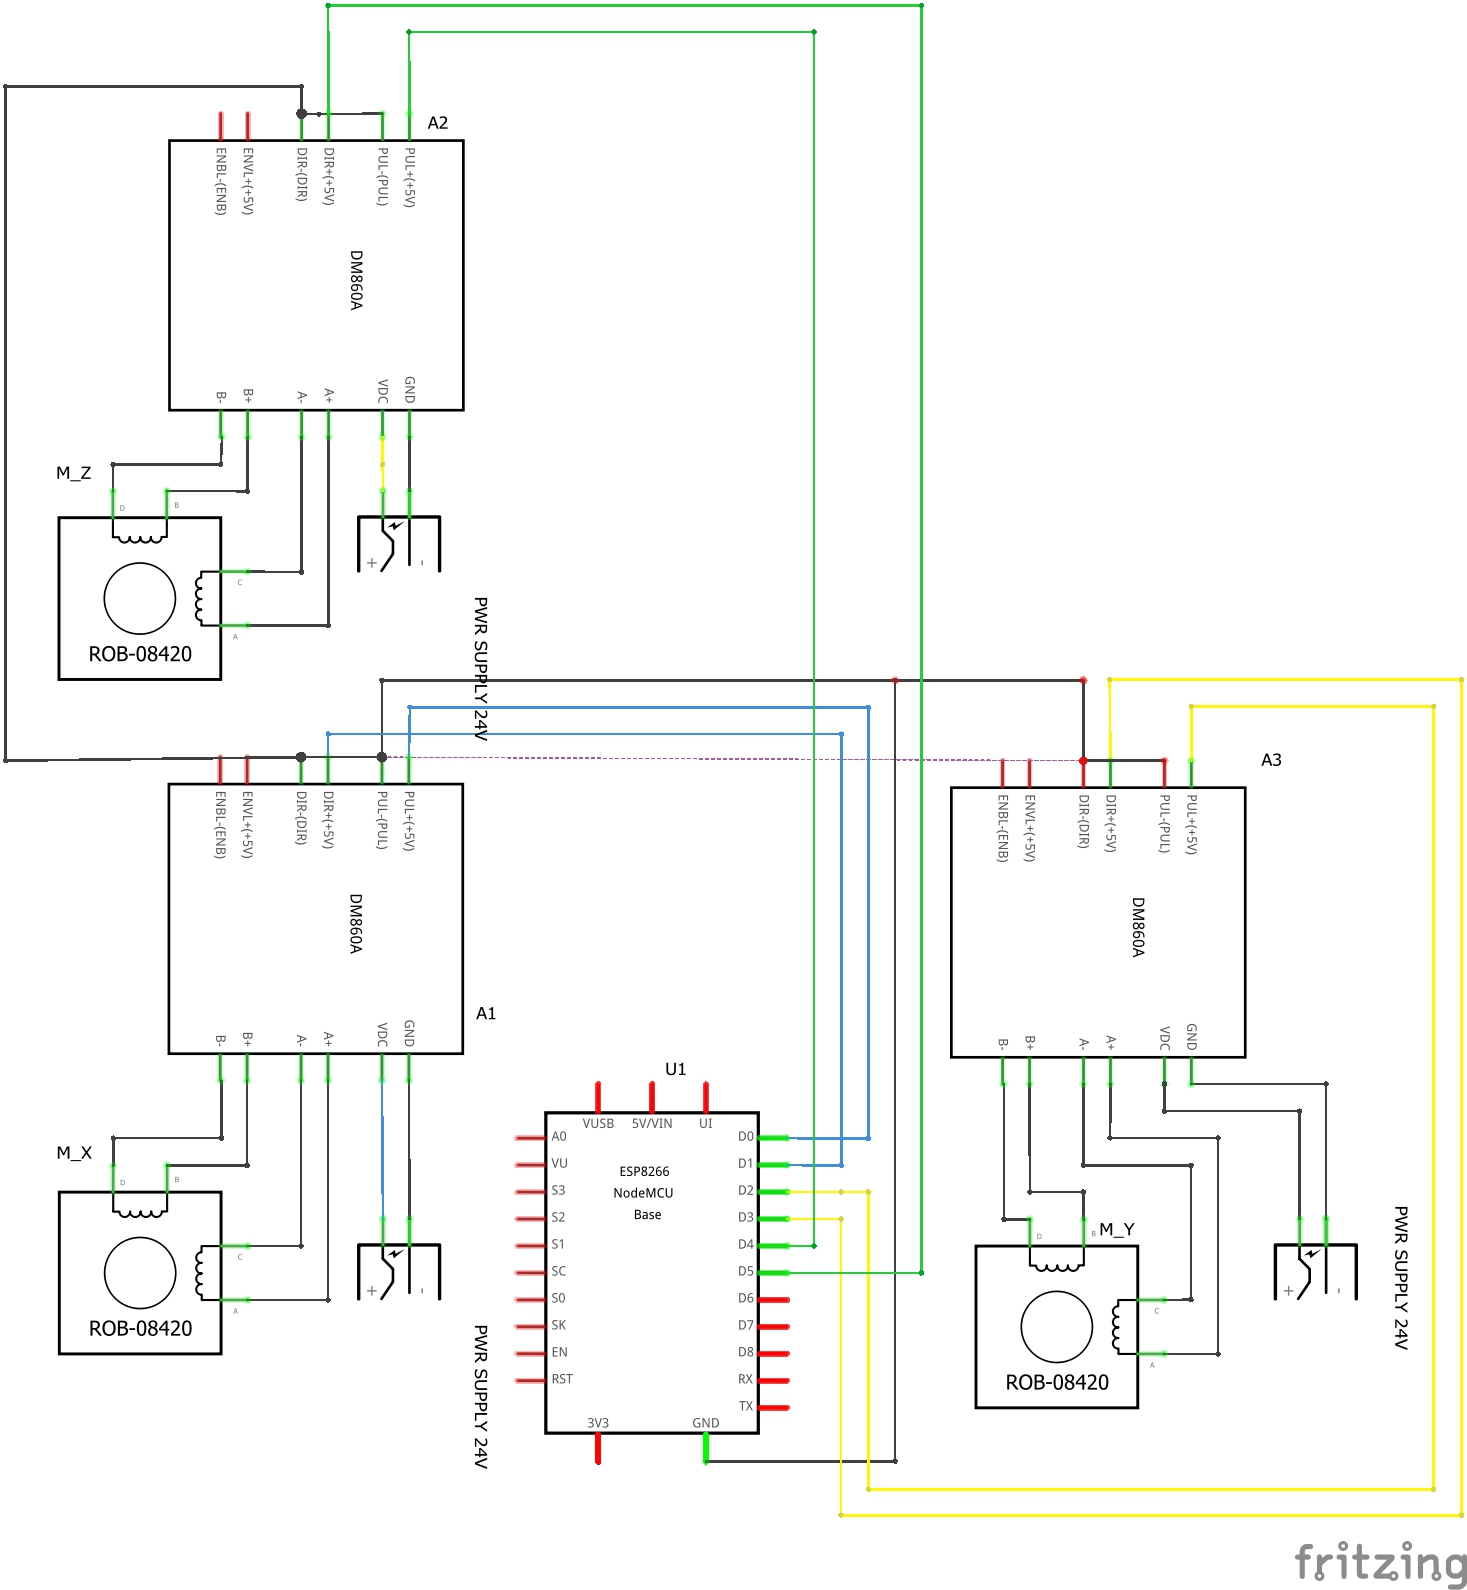 A2
ENBL-(ENB)
ENVL+(+5V)
DIR-(DIR)
DIR+(+5V)
PUL-(PUL)
PUL+(+5V)
DM860A
B-
B+
A-
A+
VDC
GND
M_Z
D
B
C
A
ROB-08420
+
-
PWR SUPPLY 24V
ENBL-(ENB)
ENVL+(+5V)
DIR-(DIR)
DIR+(+5V)
PUL-(PUL)
PUL+(+5V)
DM860A
A1
B-
B+
A-
A+
VDC
GND
M_X
D
B
C
A
ROB-08420
+
-
PWR SUPPLY 24V
U1
VUSB
5V/VIN
UI
A0
VU
S3
S2
S1
SC
S0
SK
EN
RST
ESP8266
NodeMCU
Base
D0
D1
D2
D3
D4
D5
D6
D7
D8
RX
TX
3V3
GND
A3
ENBL-(ENB)
ENVL+(+5V)
DIR-(DIR)
DIR+(+5V)
PUL-(PUL)
PUL+(+5V)
DM860A
B-
B+
A-
A+
VDC
GND
M_Y
D
B
C
A
ROB-08420
+
-
PWR SUPPLY 24V
fritzing